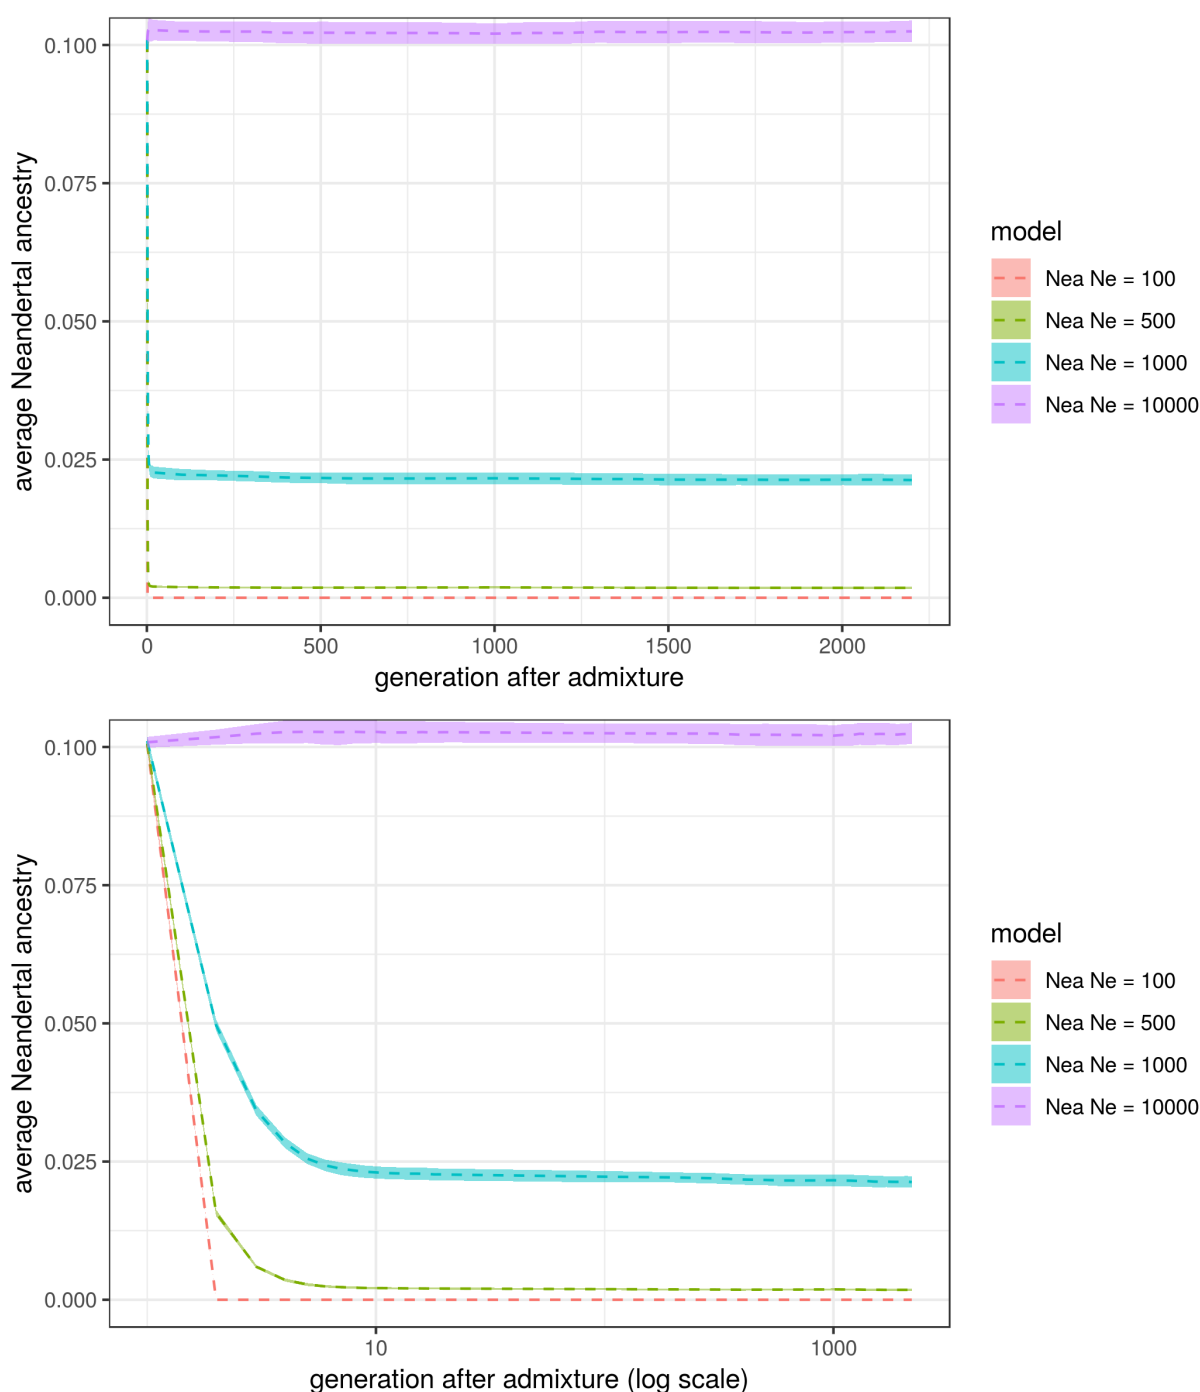 0.100
0.075
0.050
0.025
0.000
average Neandertal ancestry
0 500 1000 1500 2000
generation after admixture
model
Nea Ne = 100
Nea Ne = 500
Nea Ne = 1000
Nea Ne = 10000
0.100
0.075
0.050
0.025
0.000
average Neandertal ancestry
10 1000
generation after admixture (log scale)
model
Nea Ne = 100
Nea Ne = 500
Nea Ne = 1000
Nea Ne = 10000